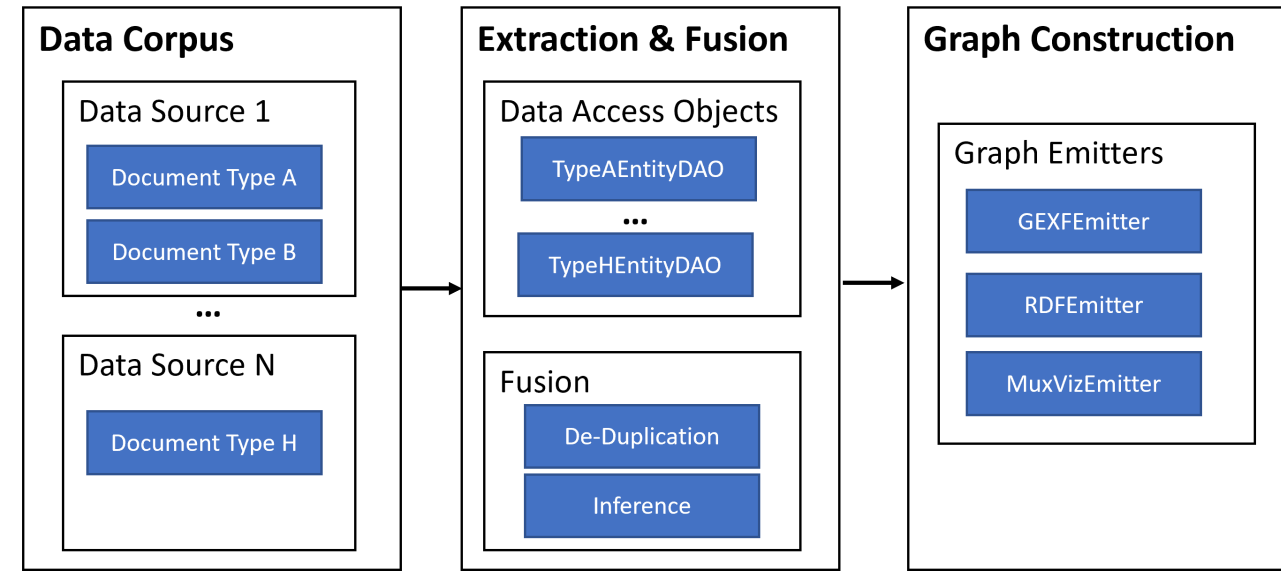 Data Corpus
Data Source 1
Document Type A
Document Type B
...
Data Source N
Document Type H
Extraction & Fusion
Data Access Objects
TypeAEntityDAO
...
TypeHEntityDAO
Fusion
De-Duplication
Inference
Graph Construction
Graph Emitters
GEXFEmitter
RDFEmitter
MuxVizEmitter